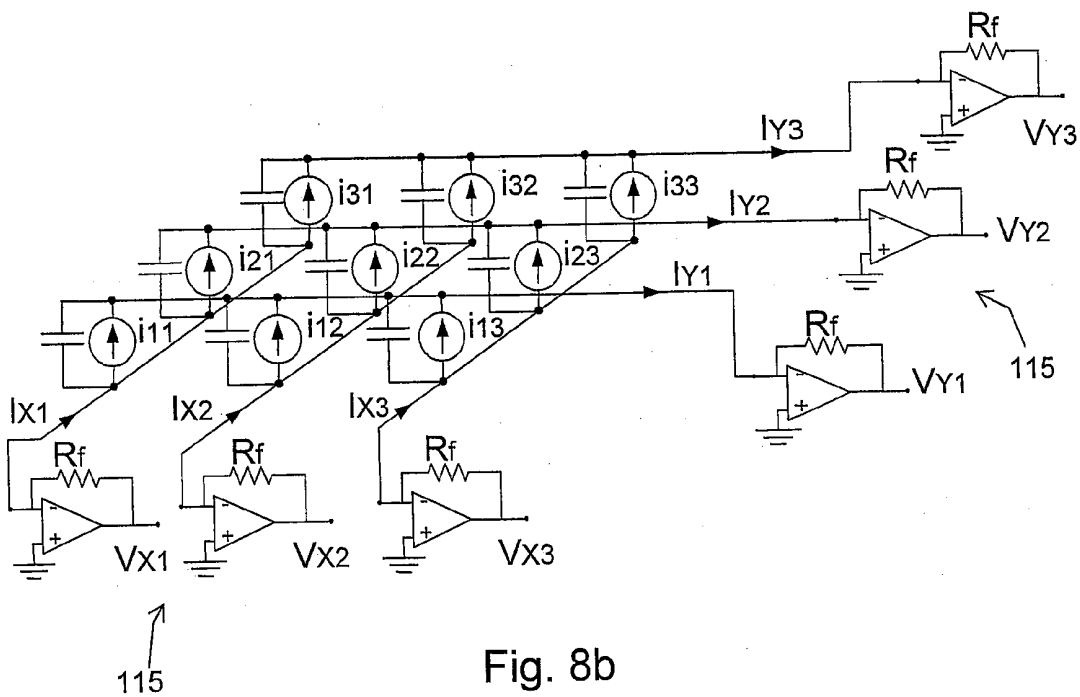 Rf
IY3
VY3
i31
i32
i33
Rf
IY2
VY2
i21
i22
i23
IY1
i11
i12
i13
Rf
115
VY1
IX1
IX2
IX3
Rf
Rf
Rf
VX1
VX2
VX3
115
Fig. 8b